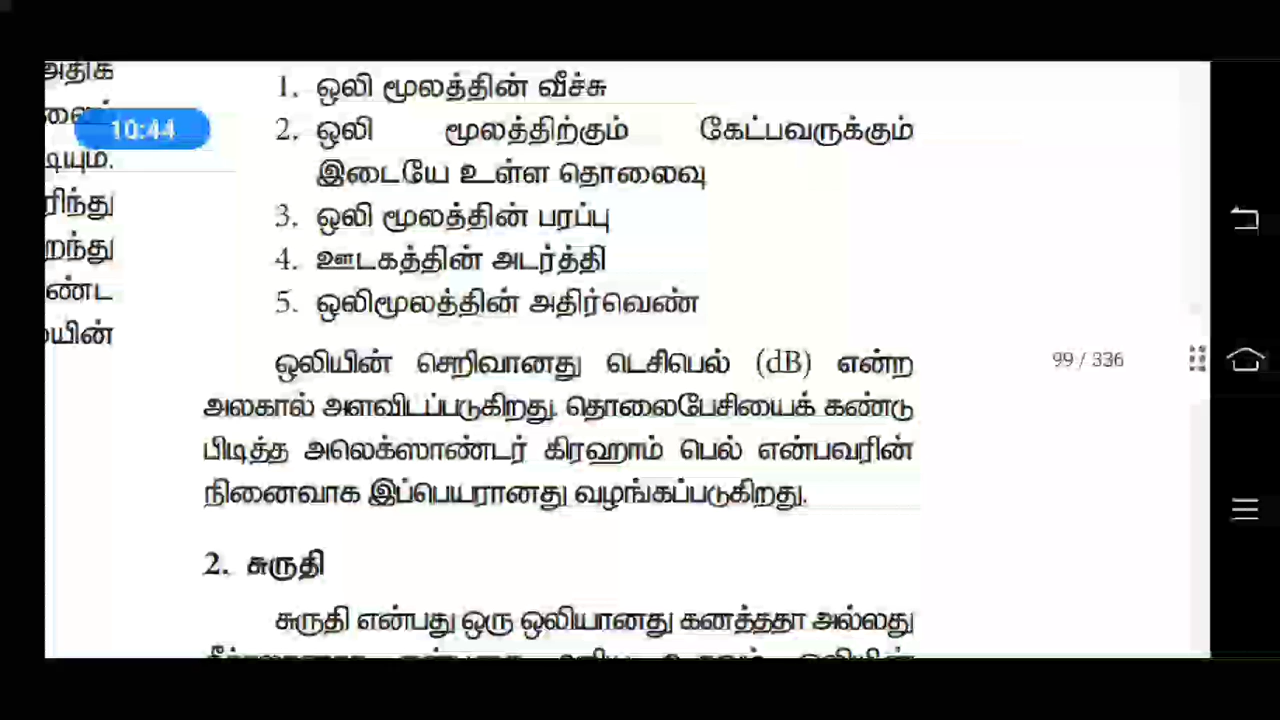 10:44
1. ஒலி மூலத்தின் வீச்சு
2. ஒலி மூலத்திற்கும் கேட்பவருக்கும்
இடையே உள்ள தொலைவு
3. ஒலி மூலத்தின் பரப்பு
4. ஊடகத்தின் அடர்த்தி
5. ஒலிமூலத்தின் அதிர்வெண்
ஒலியின் செறிவானது டெசிபெல் (dB) என்ற
அலகால் அளவிடப்படுகிறது. தொலைபேசியைக் கண்டு
பிடித்த அலெக்ஸாண்டர் கிரஹாம் பெல் என்பவரின்
நினைவாக இப்பெயரானது வழங்கப்படுகிறது.
2. சுருதி
சுருதி என்பது ஒரு ஒலியானது கனத்ததா அல்லது
99 / 336